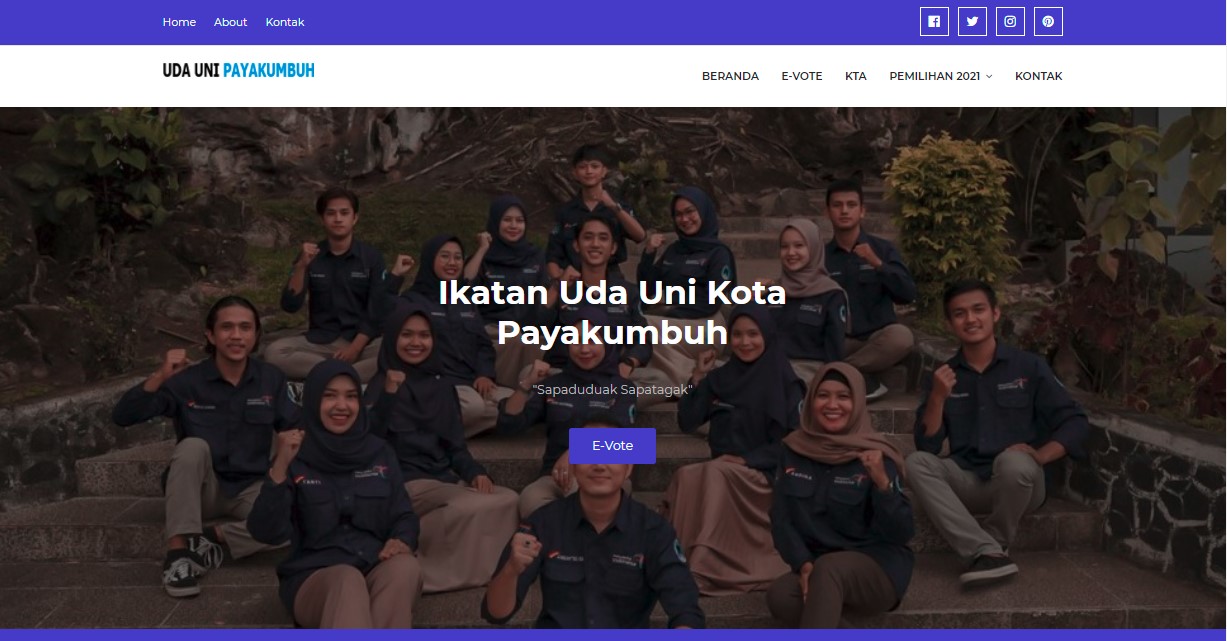 Home About Kontak
UDA UNI PAYAKUMBUH
BERANDA E-VOTE KTA PEMILIHAN 2021 KONTAK
Ikatan Uda Uni Kota
Payakumbuh
"Sapaduduak Sapatagak"
E-Vote